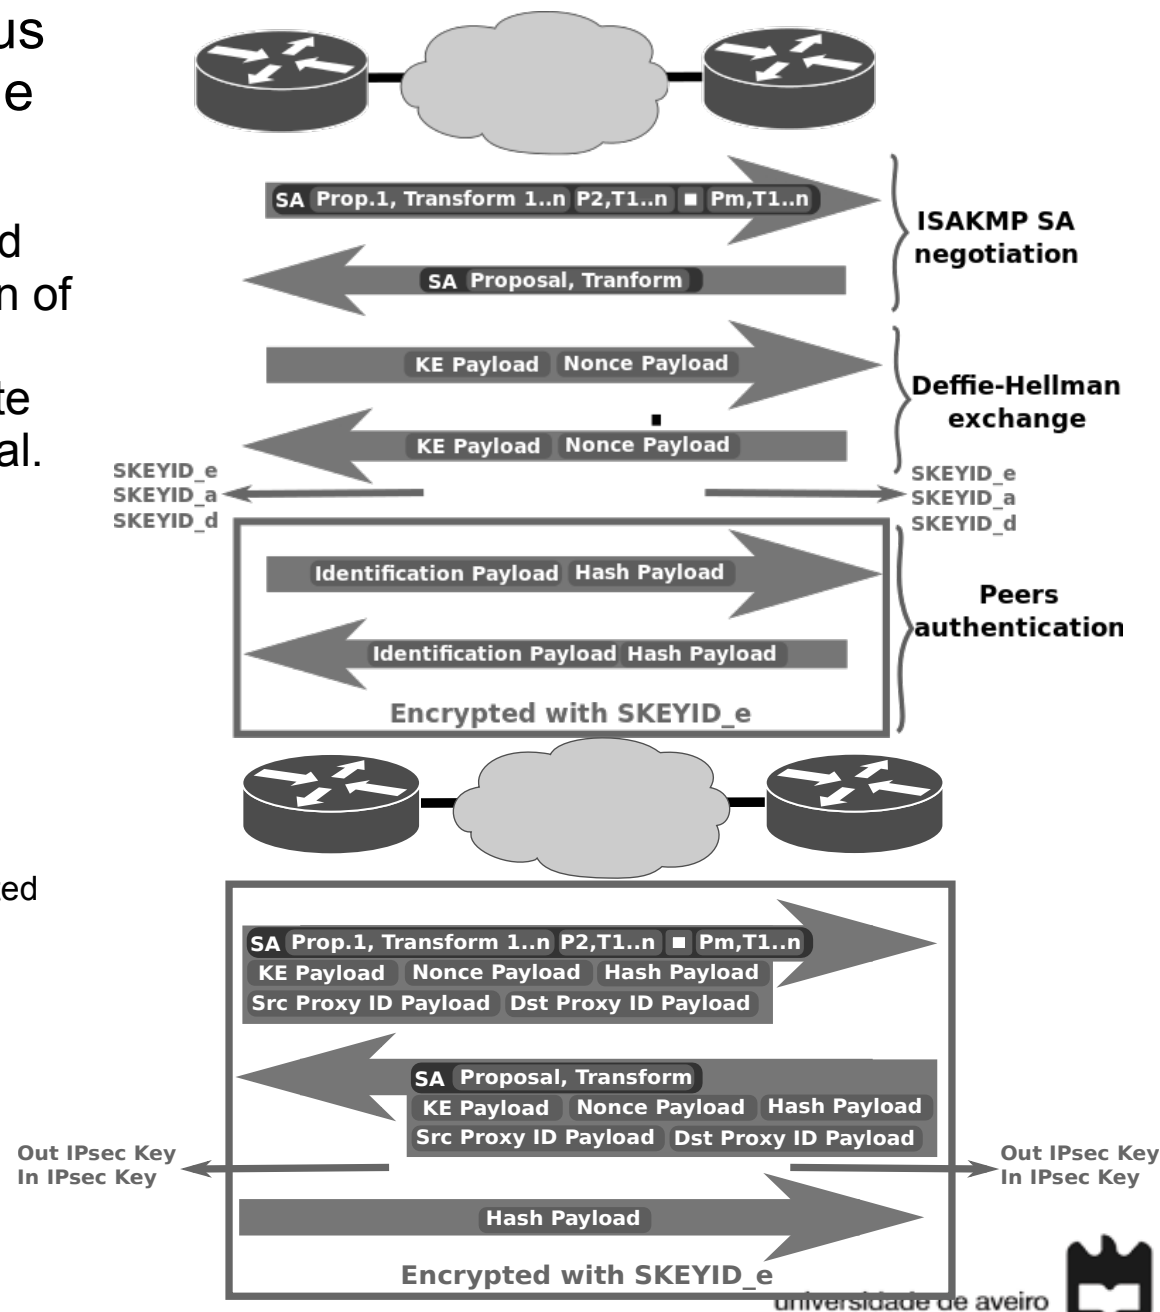 us
e
SA Prop.1, Transform 1..n P2,T1..n ▪ Pm,T1..n
ISAKMP SA
negotiation
d
n of
SA Proposal, Tranform
KE Payload Nonce Payload
Deffie-Hellman
exchange
te
al.
KE Payload Nonce Payload
SKEYID_e
SKEYID_a
SKEYID_d
SKEYID_e
SKEYID_a
SKEYID_d
Identification Payload Hash Payload
Peers
authentication
Identification Payload Hash Payload
Encrypted with SKEYID_e
ted
SA Prop.1, Transform 1..n P2,T1..n ▪ Pm,T1..n
KE Payload Nonce Payload Hash Payload
Src Proxy ID Payload Dst Proxy ID Payload
SA Proposal, Transform
KE Payload Nonce Payload Hash Payload
Src Proxy ID Payload Dst Proxy ID Payload
Out IPsec Key
In IPsec Key
Out IPsec Key
In IPsec Key
Hash Payload
Encrypted with SKEYID_e
universidade de aveiro